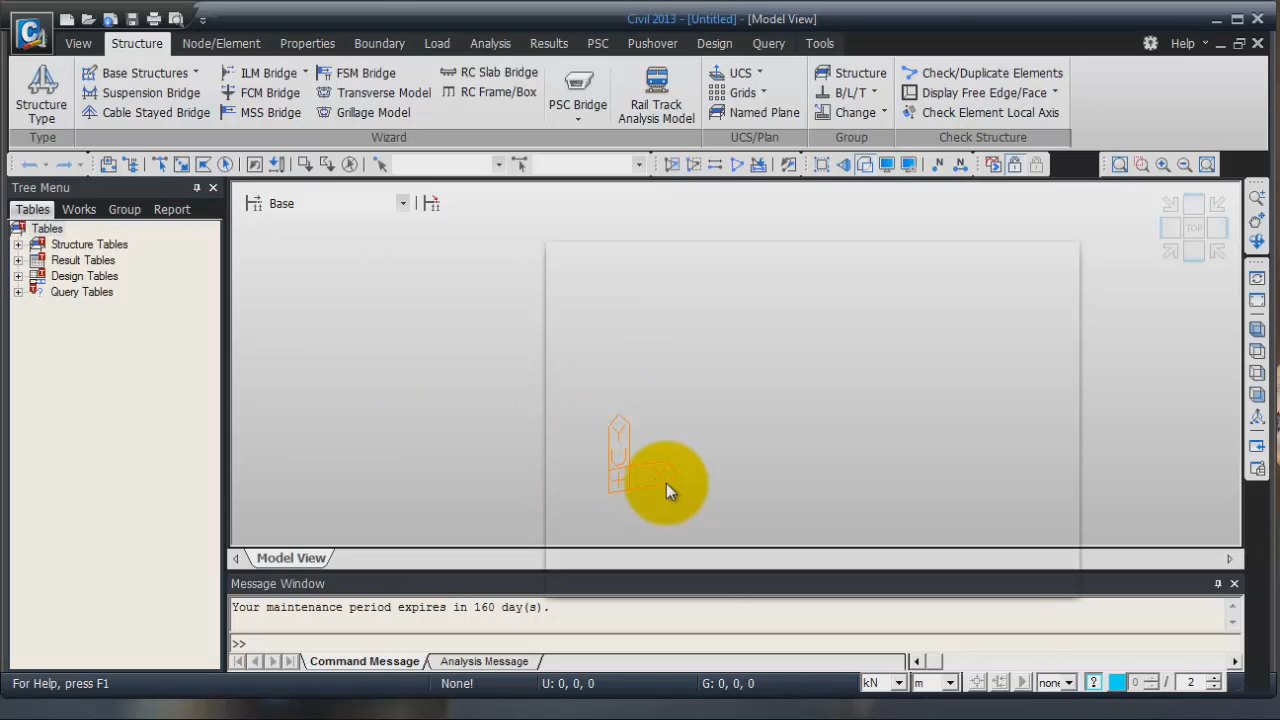 Civil 2013 - [Untitled] - [Model View]
View Structure Node/Element Properties Boundary Load Analysis Results PSC Pushover Design Query Tools Help
Structure Type
Base Structures
Suspension Bridge
Cable Stayed Bridge
ILM Bridge
FCM Bridge
MSS Bridge
FSM Bridge
Transverse Model
Grillage Model
RC Slab Bridge
RC Frame/Box
PSC Bridge
Rail Track Analysis Model
UCS
Grids
Named Plane
Structure
B/L/T
Change
Check/Duplicate Elements
Display Free Edge/Face
Check Element Local Axis
Type Wizard UCS/Plan Group Check Structure
Tree Menu
Tables Works Group Report
Tables
Structure Tables
Result Tables
Design Tables
Query Tables
Base
TOP
Y
U
Model View
Message Window
Your maintenance period expires in 160 day(s).
>>
Command Message Analysis Message
For Help, press F1 None! U: 0, 0, 0 G: 0, 0, 0 kN m none 0 / 2